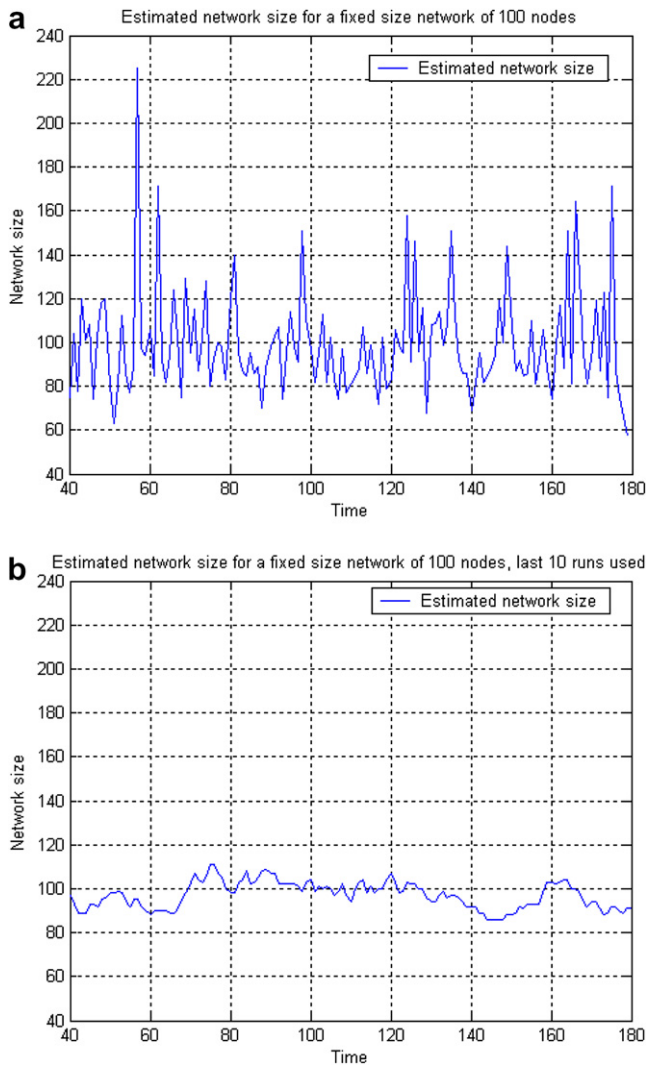 a
Estimated network size for a fixed size network of 100 nodes
240
220
200
180
160
140
120
100
80
60
40
Network size
Estimated network size
40 60 80 100 120 140 160 180
Time
b
Estimated network size for a fixed size network of 100 nodes, last 10 runs used
240
220
200
180
160
140
120
100
80
60
40
Network size
Estimated network size
40 60 80 100 120 140 160 180
Time